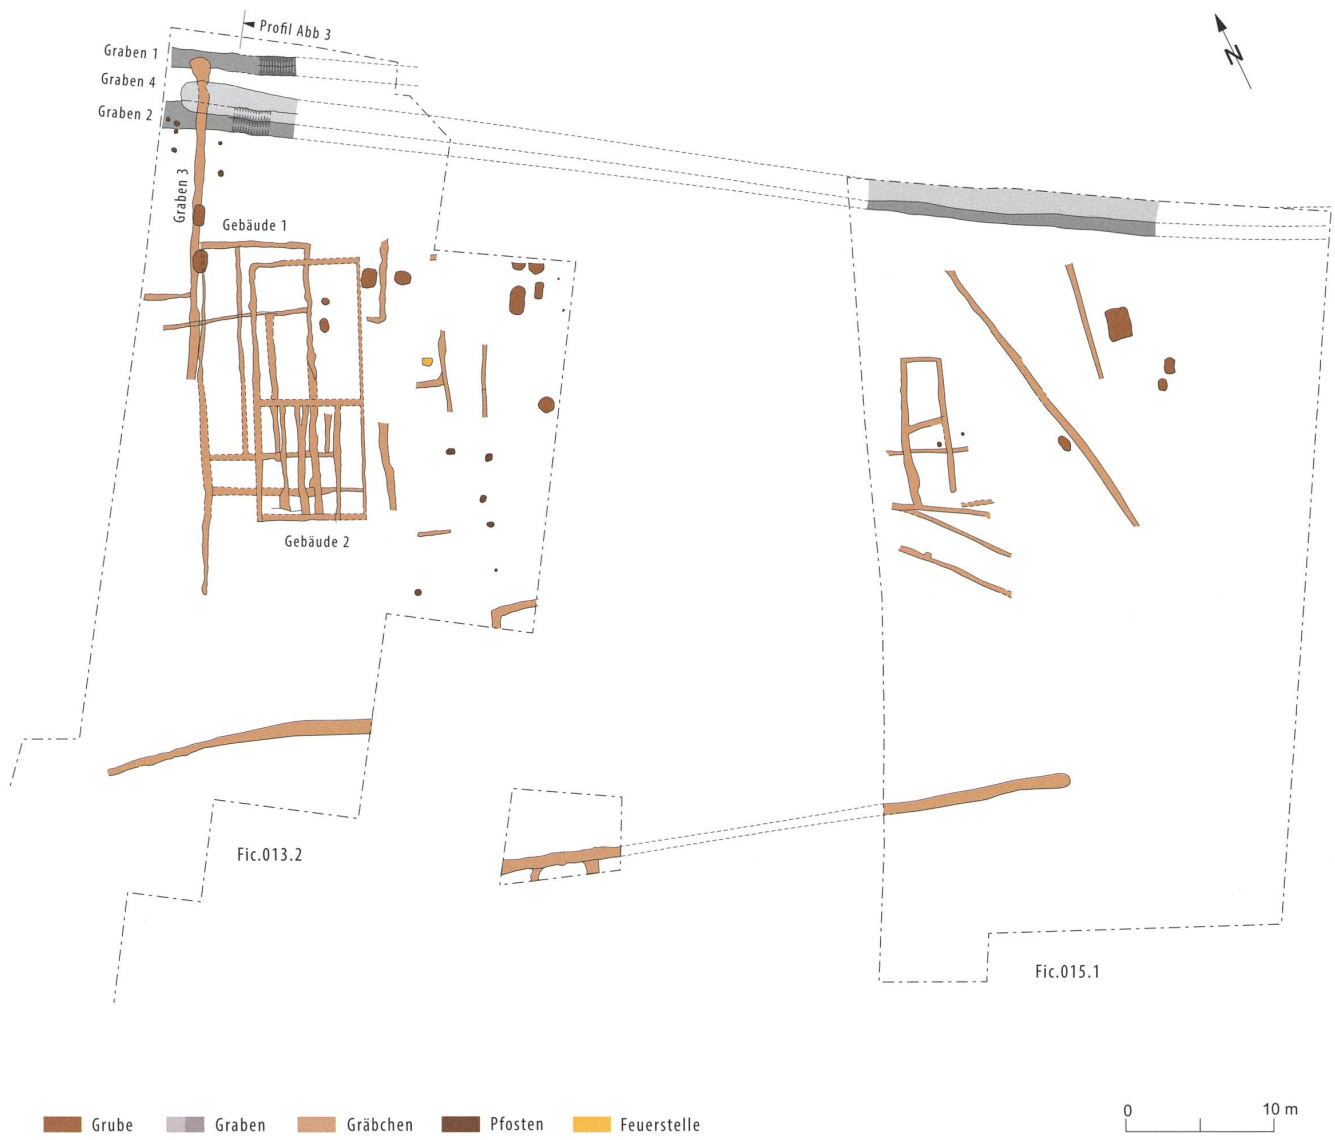 Profil Abb 3
Graben 1
Graben 4
Graben 2
N
Graben 3
Gebäude 1
Gebäude 2
Fic.013.2
Fic.015.1
Grube Graben Gräbchen Pfosten Feuerstelle
0 10 m